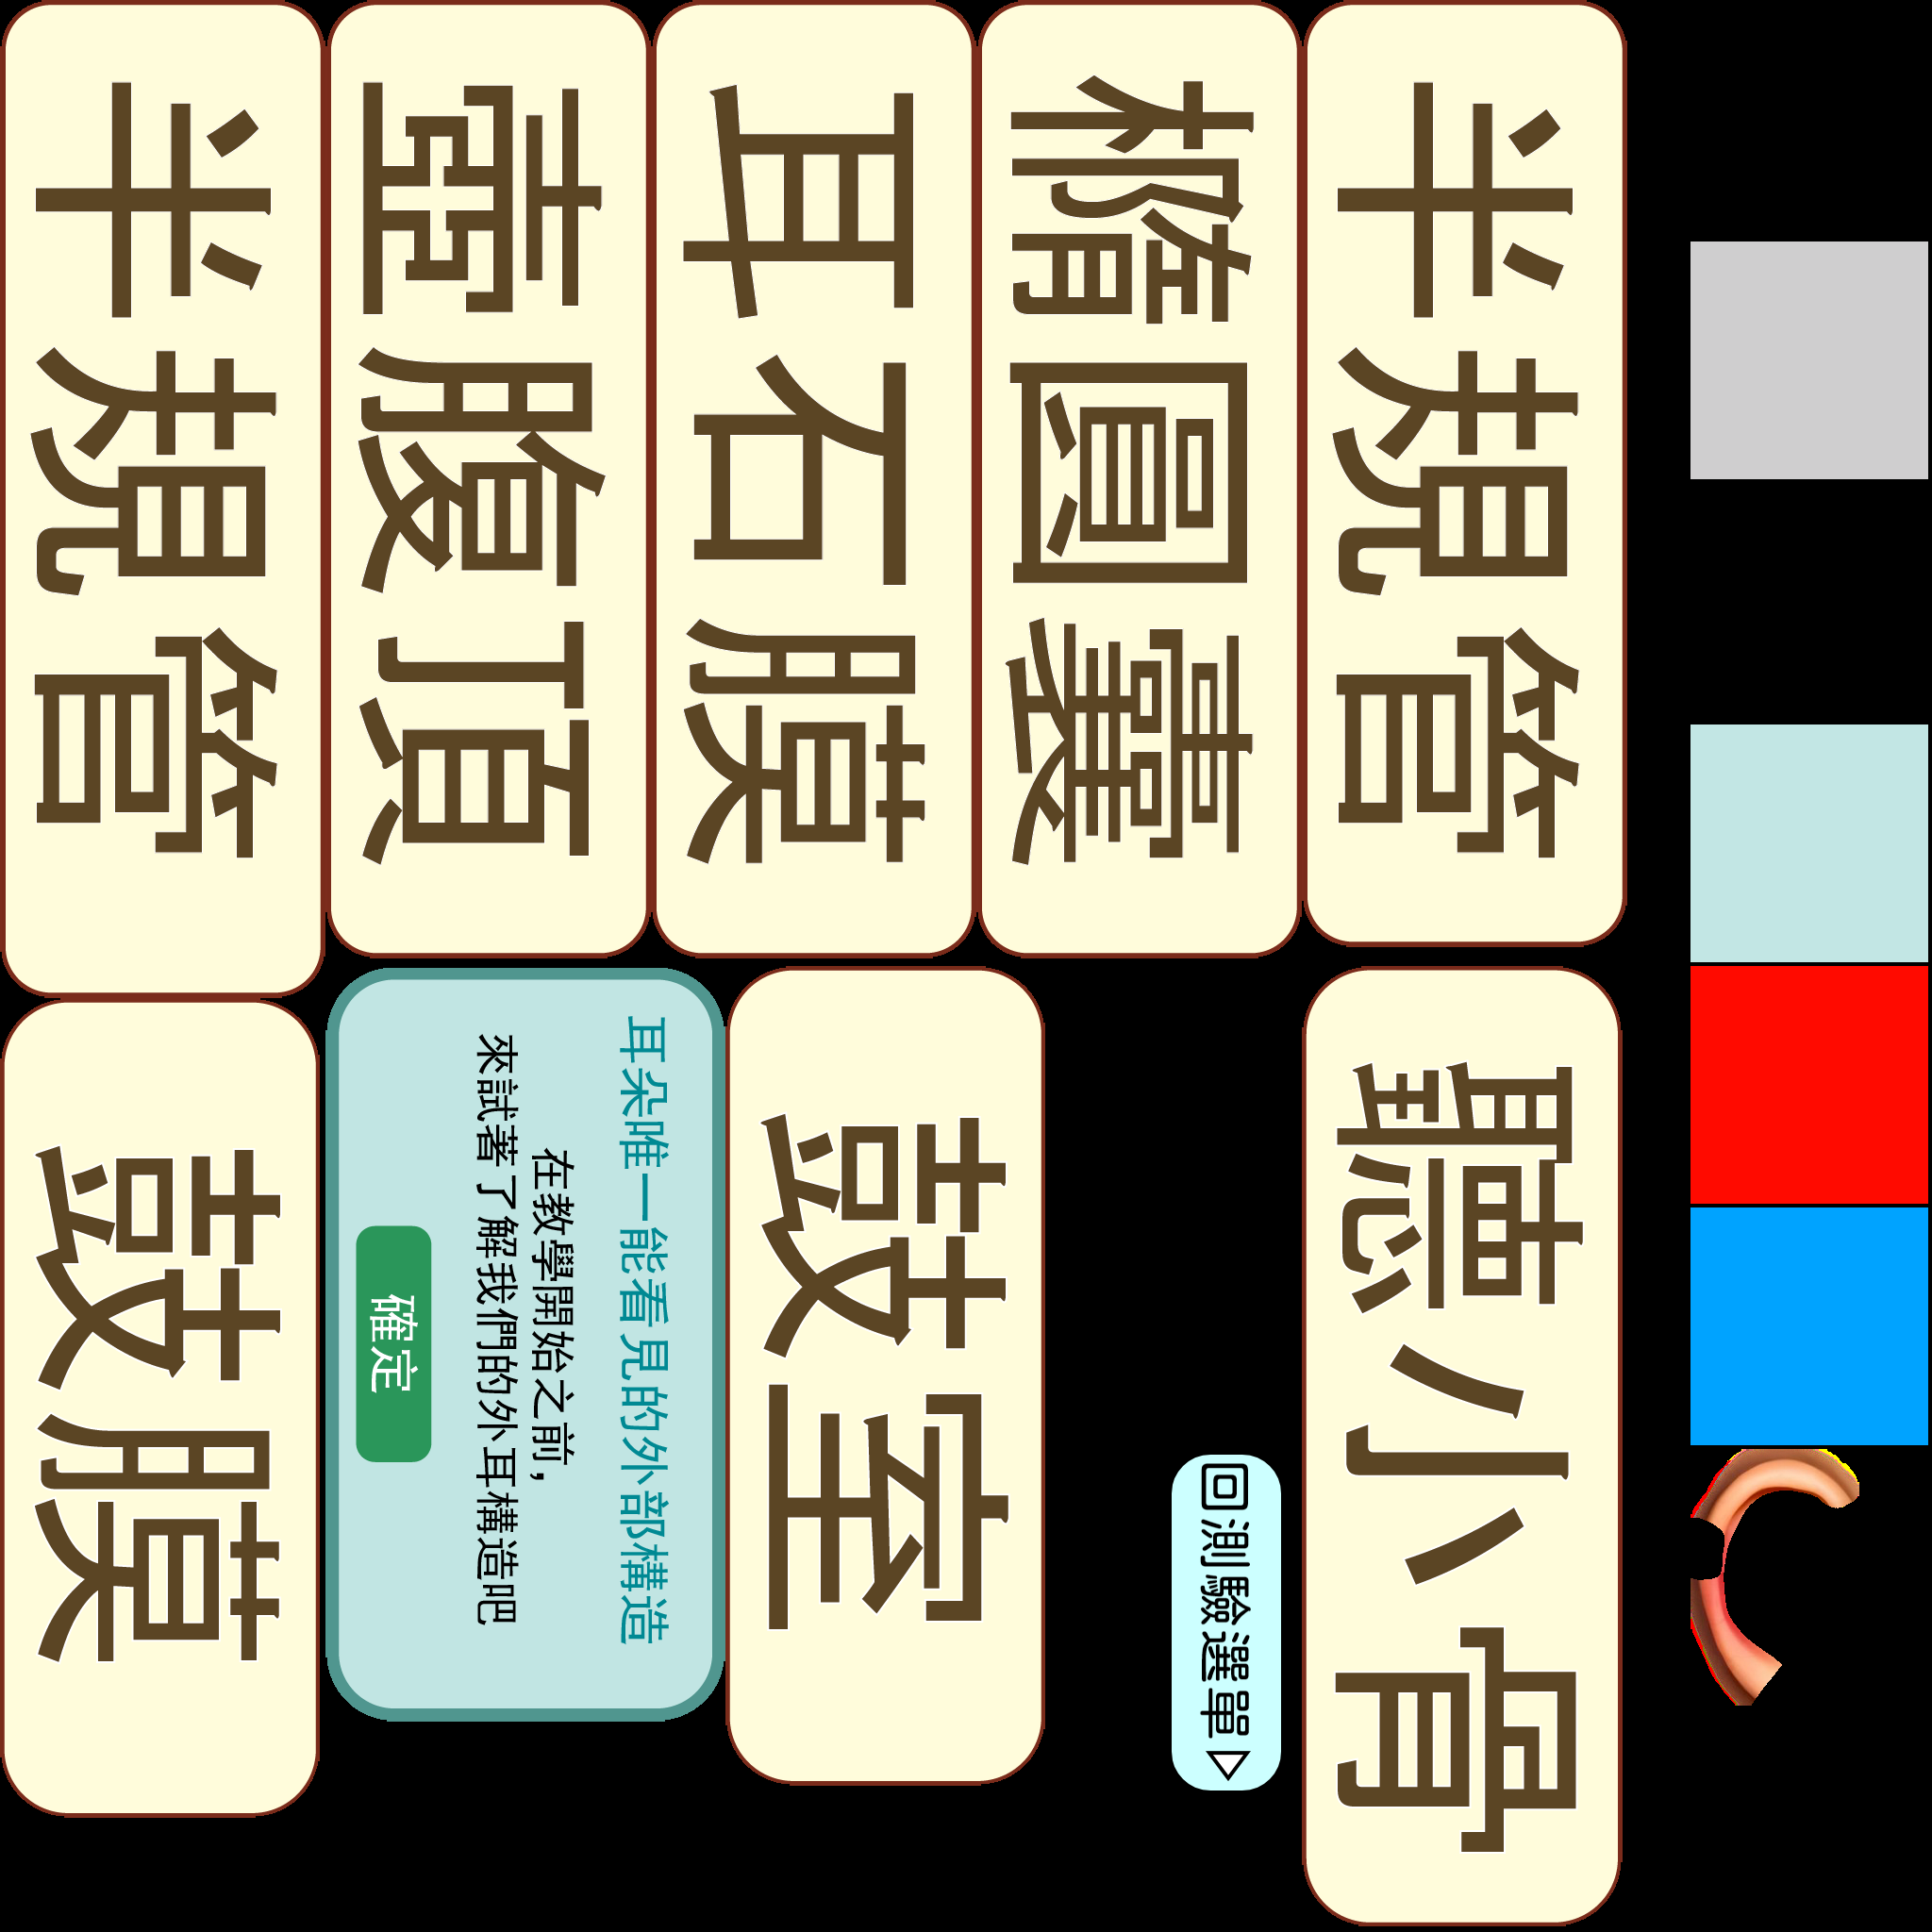 半規管
壺腹頂
耳石膜
橢圓囊
半規管
鼓膜
耳朵唯一能看見的外部構造
在教學開始之前，
來試著了解我們的外耳構造吧
確定
鼓室
回測驗選單
聽小骨